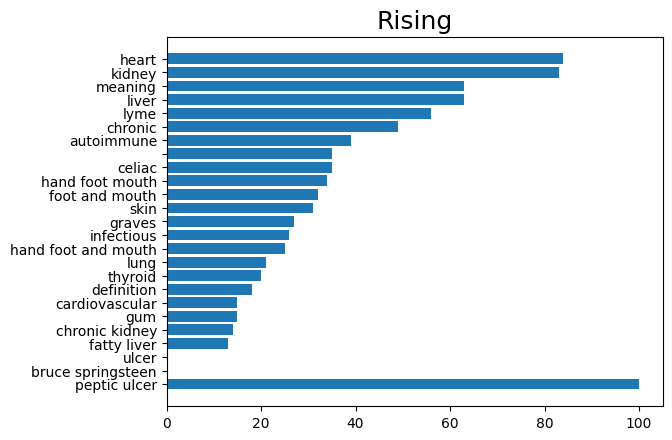 Rising
heart
kidney
meaning
liver
lyme
chronic
autoimmune
celiac
hand foot mouth
foot and mouth
skin
graves
infectious
hand foot and mouth
lung
thyroid
definition
cardiovascular
gum
chronic kidney
fatty liver
ulcer
bruce springsteen
peptic ulcer
0 20 40 60 80 100